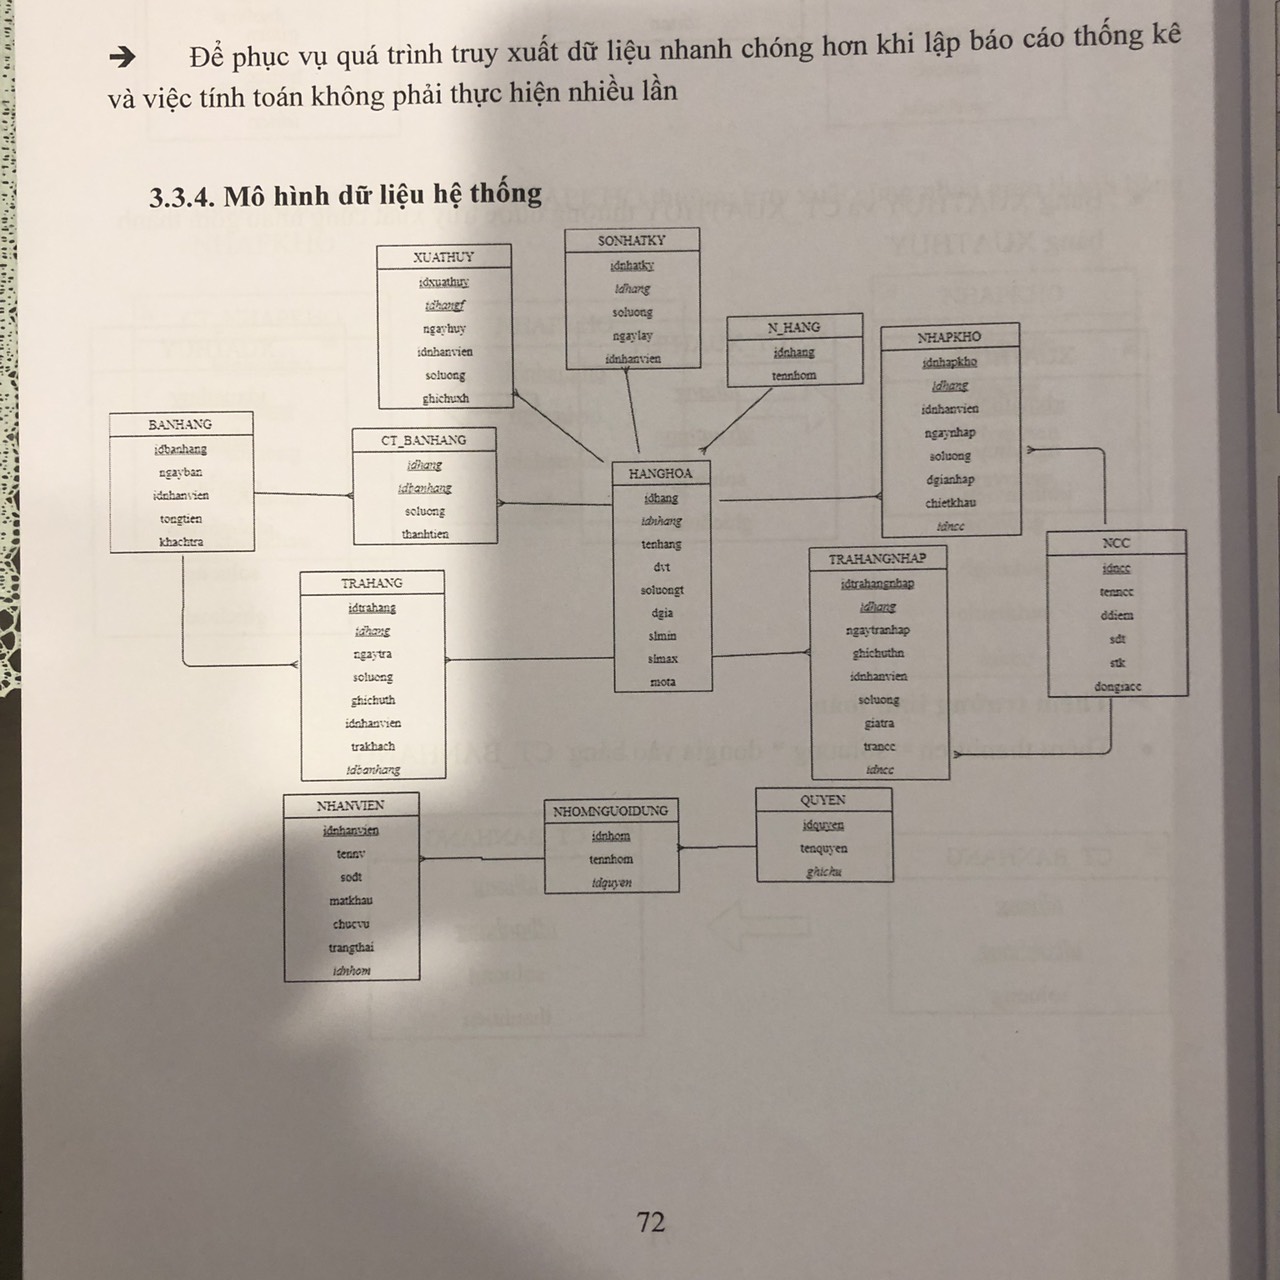 ➔ Để phục vụ quá trình truy xuất dữ liệu nhanh chóng hơn khi lập báo cáo thống kê
và việc tính toán không phải thực hiện nhiều lần
3.3.4. Mô hình dữ liệu hệ thống
XUATHUY
idxuathuy
idhangf
ngayhuy
idnhanvien
soluong
ghichuxh
SONHATKY
idnhatky
idhang
soluong
ngaylay
idnhanvien
N_HANG
idnhang
tennhom
NHAPKHO
idnhapkho
idhang
idnhanvien
ngaynhap
soluong
dgianhap
chietkhau
idncc
BANHANG
idbanhang
ngayban
idnhanvien
tongtien
khachtra
CT_BANHANG
idhang
idbanhang
soluong
thanhtien
HANGHOA
idhang
idnhang
tenhang
dvt
soluongt
dgia
slmin
slmax
mota
NCC
idncc
tenncc
ddiem
sdt
stk
dongiacc
TRAHANG
idtrahang
idhang
ngaytra
soluong
ghichuth
idnhanvien
trakhach
idbanhang
TRAHANGNHAP
idtrahangnhap
idhang
ngaytranhap
ghichuthn
idnhanvien
soluong
giatra
trancc
idncc
NHANVIEN
idnhanvien
tennv
sodt
matkhau
chucvu
trangthai
idnhom
NHOMNGUOIDUNG
idnhom
tennhom
idquyen
QUYEN
idquyen
tenquyen
ghichu
72